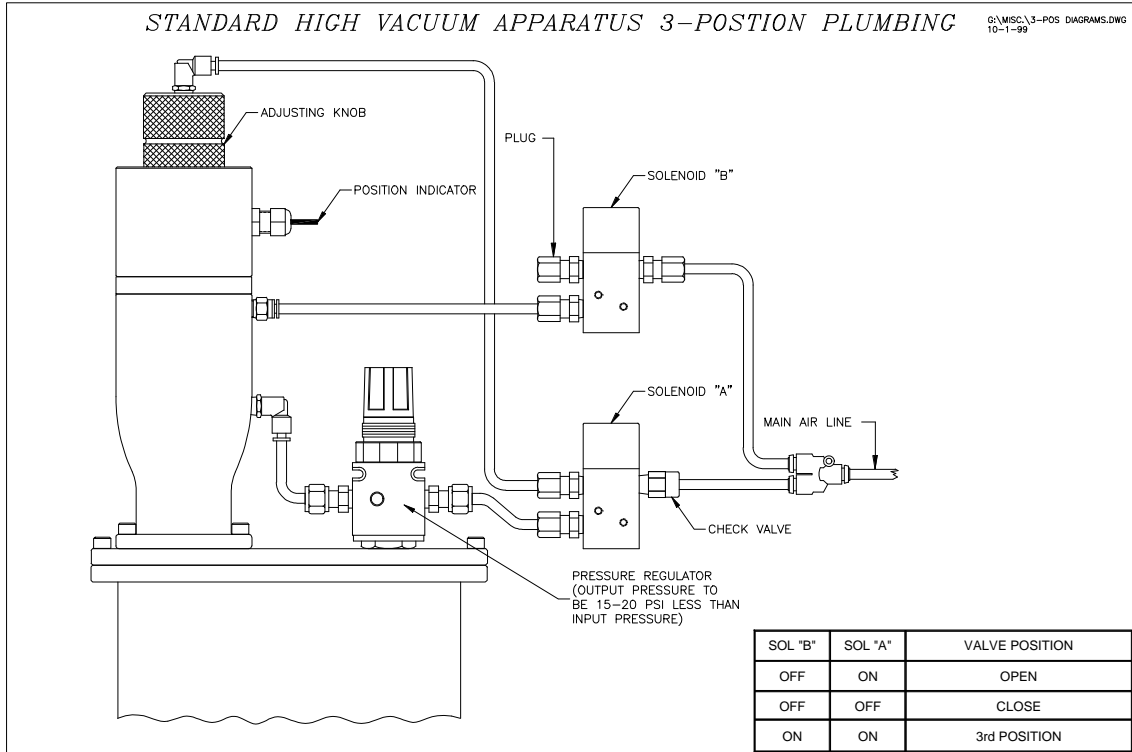 STANDARD HIGH VACUUM APPARATUS 3-POSTION PLUMBING
G:\MISC.\3-POS DIAGRAMS.DWG
10-1-99
ADJUSTING KNOB
PLUG
SOLENOID "B"
POSITION INDICATOR
SOLENOID "A"
MAIN AIR LINE
CHECK VALVE
PRESSURE REGULATOR
(OUTPUT PRESSURE TO
BE 15-20 PSI LESS THAN
INPUT PRESSURE)
SOL "B" SOL "A" VALVE POSITION
OFF ON OPEN
OFF OFF CLOSE
ON ON 3rd POSITION